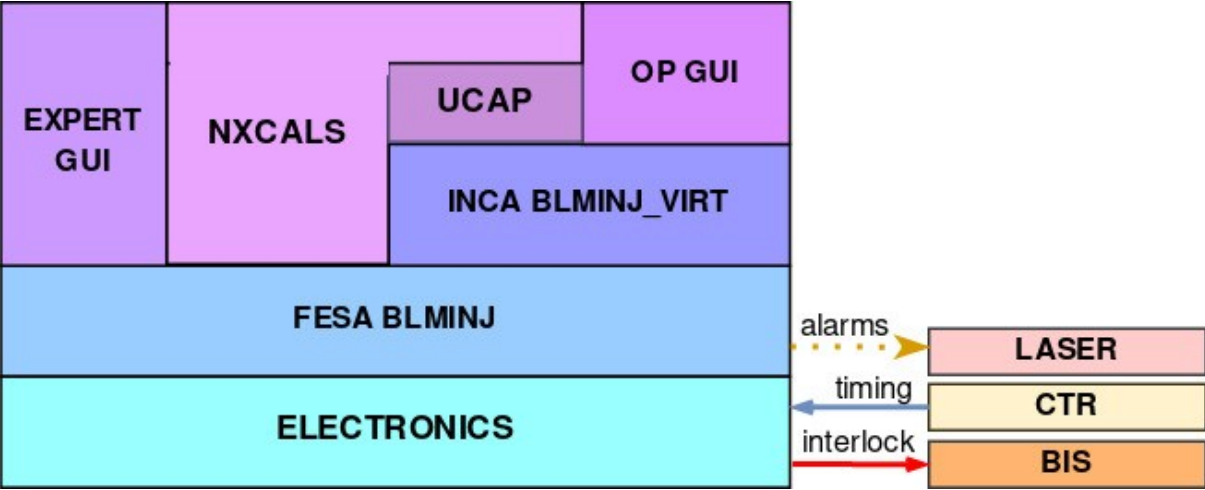 EXPERT
GUI
NXCALS
UCAP
OP GUI
INCA BLMINJ_VIRT
FESA BLMINJ
ELECTRONICS
alarms
LASER
timing
CTR
interlock
BIS